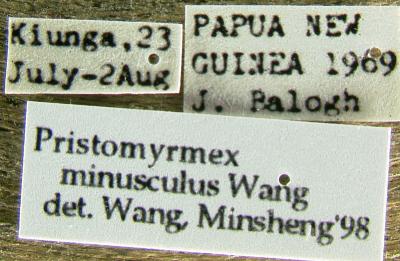 Kiunga, 23
July-2Aug
PAPUA NEW
GUINEA 1969
J. Balogh
Pristomyrmex
minusculus Wang
det. Wang, Minsheng'98